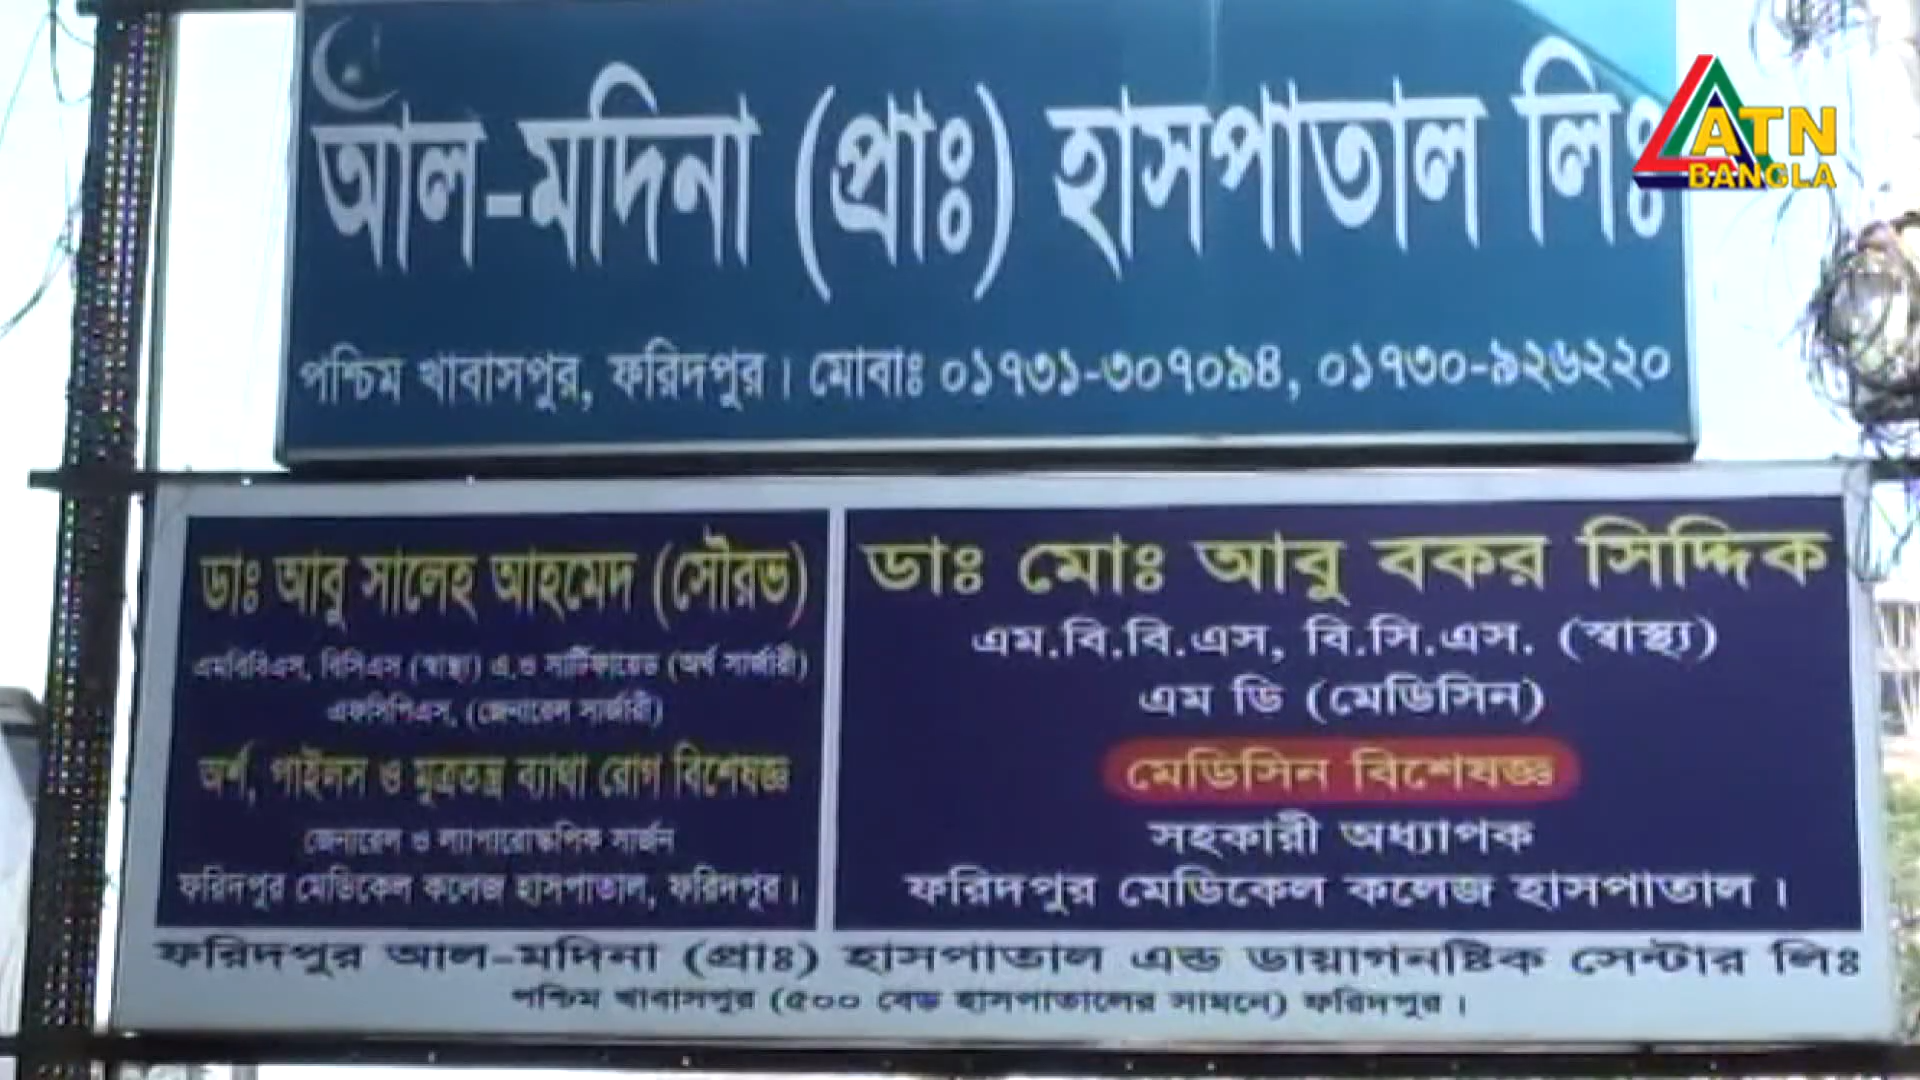 আল-মদিনা (প্রাঃ) হাসপাতাল লিঃ
ATN
BANGLA
পশ্চিম খাবাসপুর, ফরিদপুর। মোবাঃ ০১৭৩১-৩০৭০৯৪, ০১৭৩০-৯২৬২২০
ডাঃ আবু সালেহ আহমেদ (সৌরভ)
এমবিবিএস, বিসিএস (স্বাস্থ্য) এ.ও সার্টিফায়েড (অর্থ সার্জারী)
এফসিপিএস, (জেনারেল সার্জারী)
অর্শ, পাইলস ও মুত্রতন্ত্র ব্যাথা রোগ বিশেষজ্ঞ
জেনারেল ও ল্যাপারোস্কপিক সার্জন
ফরিদপুর মেডিকেল কলেজ হাসপাতাল, ফরিদপুর।
ডাঃ মোঃ আবু বকর সিদ্দিক
এম.বি.বি.এস, বি.সি.এস. (স্বাস্থ্য)
এম ডি (মেডিসিন)
মেডিসিন বিশেষজ্ঞ
সহকারী অধ্যাপক
ফরিদপুর মেডিকেল কলেজ হাসপাতাল।
ফরিদপুর আল-মদিনা (প্রাঃ) হাসপাতাল এন্ড ডায়াগনষ্টিক সেন্টার লিঃ
পশ্চিম খাবাসপুর (৫০০ বেড হাসপাতালের সামনে) ফরিদপুর।